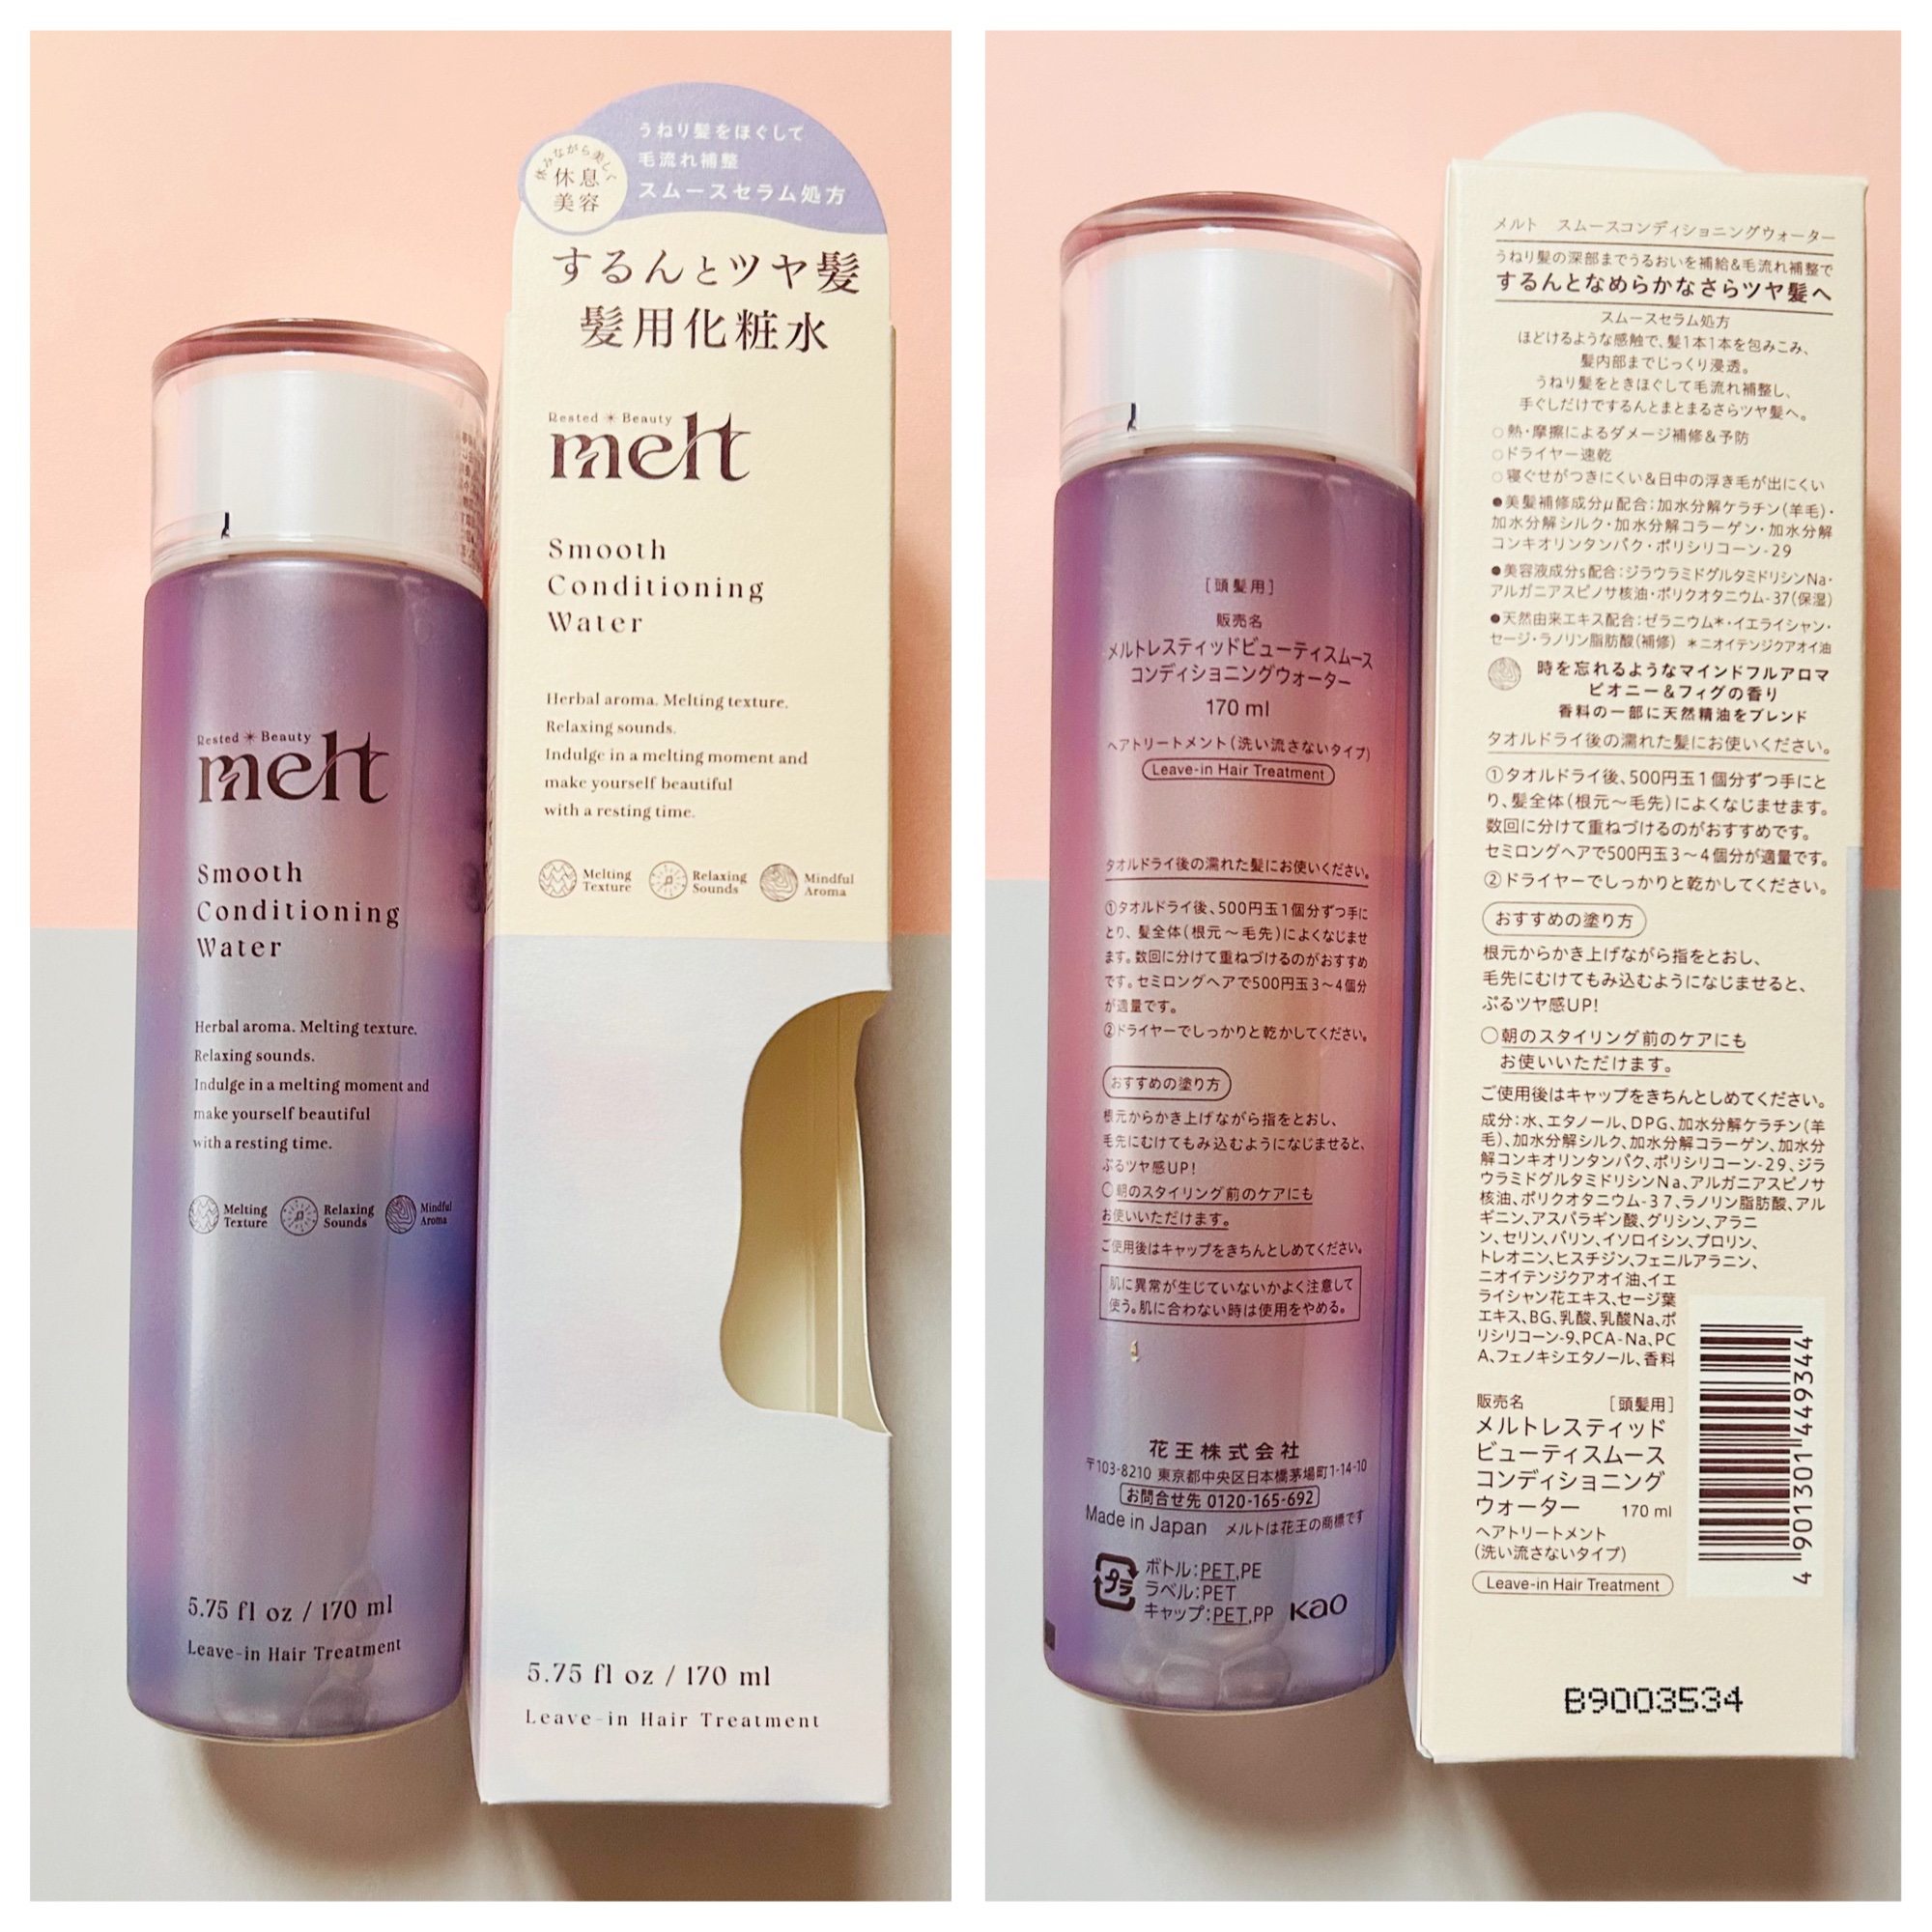 うねり髪をほぐして
毛流れ補整
スムースセラム処方
休みながら美しく
休息
美容
するんとツヤ髪
髪用化粧水
Rested Beauty
melt
Smooth
Conditioning
Water
Herbal aroma. Melting texture.
Relaxing sounds.
Indulge in a melting moment and
make yourself beautiful
with a resting time.
Melting
Texture
Relaxing
Sounds
Mindful
Aroma
5.75 fl oz / 170 ml
Leave-in Hair Treatment
Rested Beauty
melt
Smooth
Conditioning
Water
Herbal aroma. Melting texture.
Relaxing sounds.
Indulge in a melting moment and
make yourself beautiful
with a resting time.
Melting
Texture
Relaxing
Sounds
Mindful
Aroma
5.75 fl oz / 170 ml
Leave-in Hair Treatment
[頭髪用]
販売名
メルトレスティッドビューティスムース
コンディショニングウォーター
170 ml
ヘアトリートメント(洗い流さないタイプ)
Leave-in Hair Treatment
タオルドライ後の濡れた髪にお使いください。
①タオルドライ後、500円玉1個分ずつ手に
とり、髪全体(根元～毛先)によくなじませ
ます。数回に分けて重ねづけるのがおすすめ
です。セミロングヘアで500円玉3～4個分
が適量です。
②ドライヤーでしっかりと乾かしてください。
おすすめの塗り方
根元からかき上げながら指をとおし、
毛先にむけてもみ込むようになじませると、
ぷるツヤ感UP!
○朝のスタイリング前のケアにも
お使いいただけます。
ご使用後はキャップをきちんとしめてください。
肌に異常が生じていないかよく注意して
使う。肌に合わない時は使用をやめる。
花王株式会社
〒103-8210 東京都中央区日本橋茅場町1-14-10
お問合せ先 0120-165-692
Made in Japan メルトは花王の商標です
プラ
ボトル:PET,PE
ラベル:PET
キャップ:PET,PP
Kao
メルト スムースコンディショニングウォーター
うねり髪の深部までうるおいを補給&毛流れ補整で
するんとなめらかなさらツヤ髪へ
スムースセラム処方
ほどけるような感触で、髪1本1本を包みこみ、
髪内部までじっくり浸透。
うねり髪をときほぐして毛流れ補整し、
手ぐしだけでするんとまとまるさらツヤ髪へ。
○熱・摩擦によるダメージ補修&予防
○ドライヤー速乾
○寝ぐせがつきにくい&日中の浮き毛が出にくい
●美髪補修成分μ配合:加水分解ケラチン(羊毛)・
加水分解シルク・加水分解コラーゲン・加水分解
コンキオリンタンパク・ポリシリコーン-29
●美容液成分s配合:ジラウラミドグルタミドリシンNa・
アルガニアスピノサ核油・ポリクオタニウム-37(保湿)
●天然由来エキス配合:ゼラニウム*・イエライシャン・
セージ・ラノリン脂肪酸(補修) *ニオイテンジクアオイ油
時を忘れるようなマインドフルアロマ
ピオニー&フィグの香り
香料の一部に天然精油をブレンド
タオルドライ後の濡れた髪にお使いください。
①タオルドライ後、500円玉1個分ずつ手にと
り、髪全体(根元～毛先)によくなじませます。
数回に分けて重ねづけるのがおすすめです。
セミロングヘアで500円玉3～4個分が適量です。
②ドライヤーでしっかりと乾かしてください。
おすすめの塗り方
根元からかき上げながら指をとおし、
毛先にむけてもみ込むようになじませると、
ぷるツヤ感UP!
○朝のスタイリング前のケアにも
お使いいただけます。
ご使用後はキャップをきちんとしめてください。
成分:水、エタノール、DPG、加水分解ケラチン(羊
毛)、加水分解シルク、加水分解コラーゲン、加水分
解コンキオリンタンパク、ポリシリコーン-29、ジラ
ウラミドグルタミドリシンNa、アルガニアスピノサ
核油、ポリクオタニウム-37、ラノリン脂肪酸、アル
ギニン、アスパラギン酸、グリシン、アラニ
ン、セリン、バリン、イソロイシン、プロリン、
トレオニン、ヒスチジン、フェニルアラニン、
ニオイテンジクアオイ油、イエ
ライシャン花エキス、セージ葉
エキス、BG、乳酸、乳酸Na、ポ
リシリコーン-9、PCA-Na、PC
A、フェノキシエタノール、香料
販売名 [頭髪用]
メルトレスティッド
ビューティスムース
コンディショニング
ウォーター 170 ml
ヘアトリートメント
(洗い流さないタイプ)
Leave-in Hair Treatment
4 901301 449344
B9003534